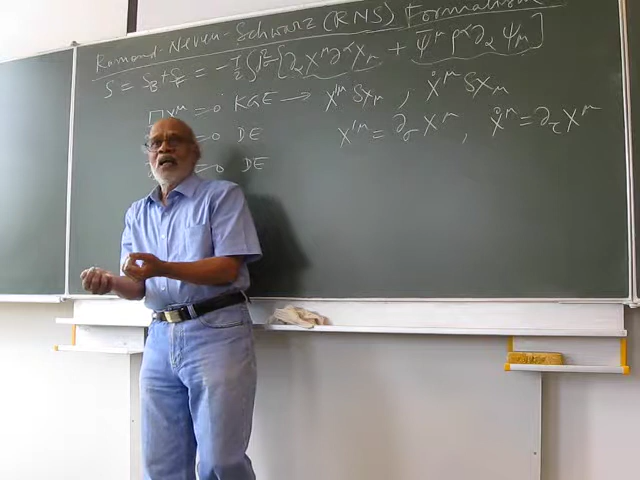 Ramond-Neveu-Schwarz (RNS) Formalism
S = S_B + S_F = -T/2 ∫d²σ [∂_α X^μ ∂^α X_μ + ψ̄^μ ρ^α ∂_α ψ_μ]
□X^μ = 0 KGE → X'^μ δX_μ , Ẋ^μ δX_μ
= 0 DE X'^μ = ∂_σ X^μ , Ẋ^μ = ∂_τ X^μ
= 0 DE